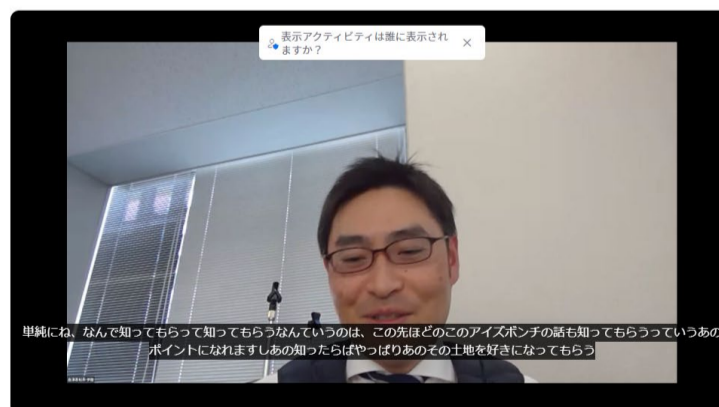 表示アクティビティは誰に表示され
ますか？
単純にね、なんで知ってもらって知ってもらうなんていうのは、この先ほどのこのアイズボンチの話も知ってもらうっていうあの
ポイントになれますしあの知ったらばやっぱりあのその土地を好きになってもらう